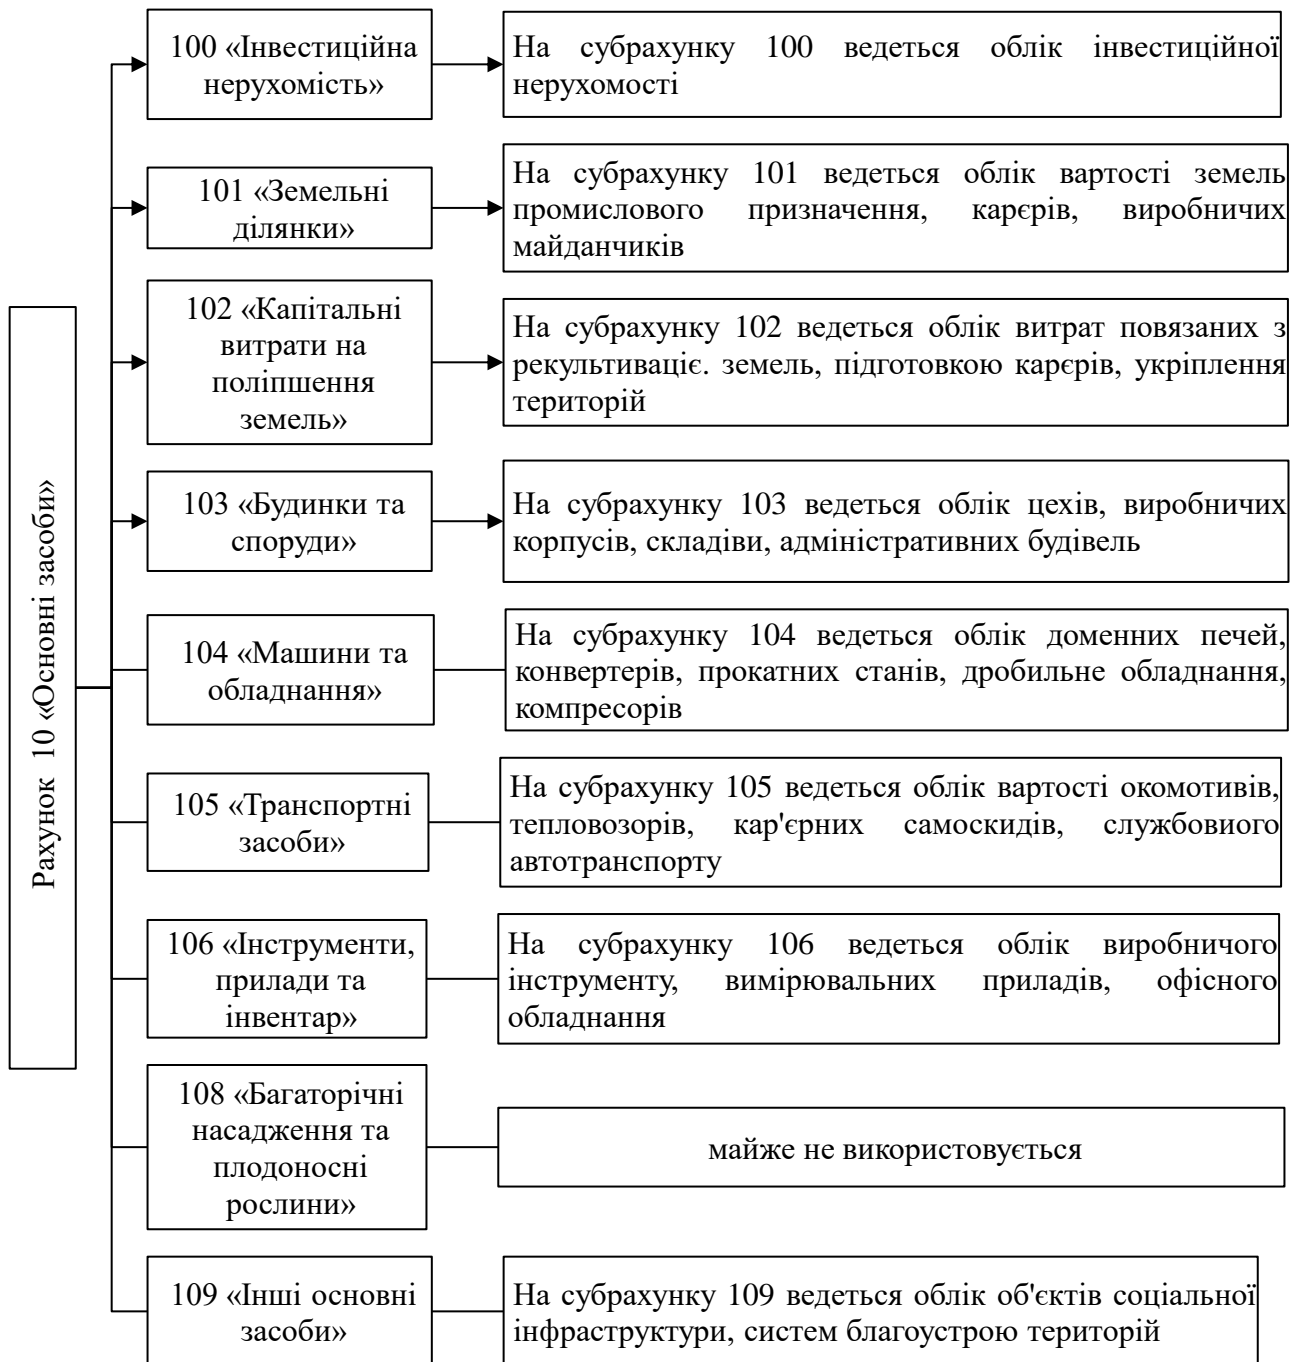 Рахунок 10 «Основні засоби»
100 «Інвестиційна
нерухомість»
На субрахунку 100 ведеться облік інвестиційної
нерухомості
101 «Земельні
ділянки»
На субрахунку 101 ведеться облік вартості земель
промислового призначення, карєрів, виробничих
майданчиків
102 «Капітальні
витрати на
поліпшення
земель»
На субрахунку 102 ведеться облік витрат повязаних з
рекультиваціє. земель, підготовкою карєрів, укріплення
територій
103 «Будинки та
споруди»
На субрахунку 103 ведеться облік цехів, виробничих
корпусів, складіви, адміністративних будівель
104 «Машини та
обладнання»
На субрахунку 104 ведеться облік доменних печей,
конвертерів, прокатних станів, дробильне обладнання,
компресорів
105 «Транспортні
засоби»
На субрахунку 105 ведеться облік вартості окомотивів,
тепловозорів, кар'єрних самоскидів, службовиого
автотранспорту
106 «Інструменти,
прилади та
інвентар»
На субрахунку 106 ведеться облік виробничого
інструменту, вимірювальних приладів, офісного
обладнання
108 «Багаторічні
насадження та
плодоносні
рослини»
майже не використовується
109 «Інші основні
засоби»
На субрахунку 109 ведеться облік об'єктів соціальної
інфраструктури, систем благоустрою територій